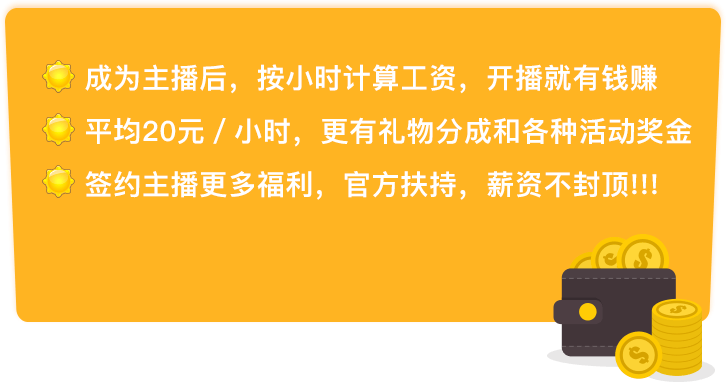 成为主播后，按小时计算工资，开播就有钱赚
平均20元 / 小时，更有礼物分成和各种活动奖金
签约主播更多福利，官方扶持，薪资不封顶!!!